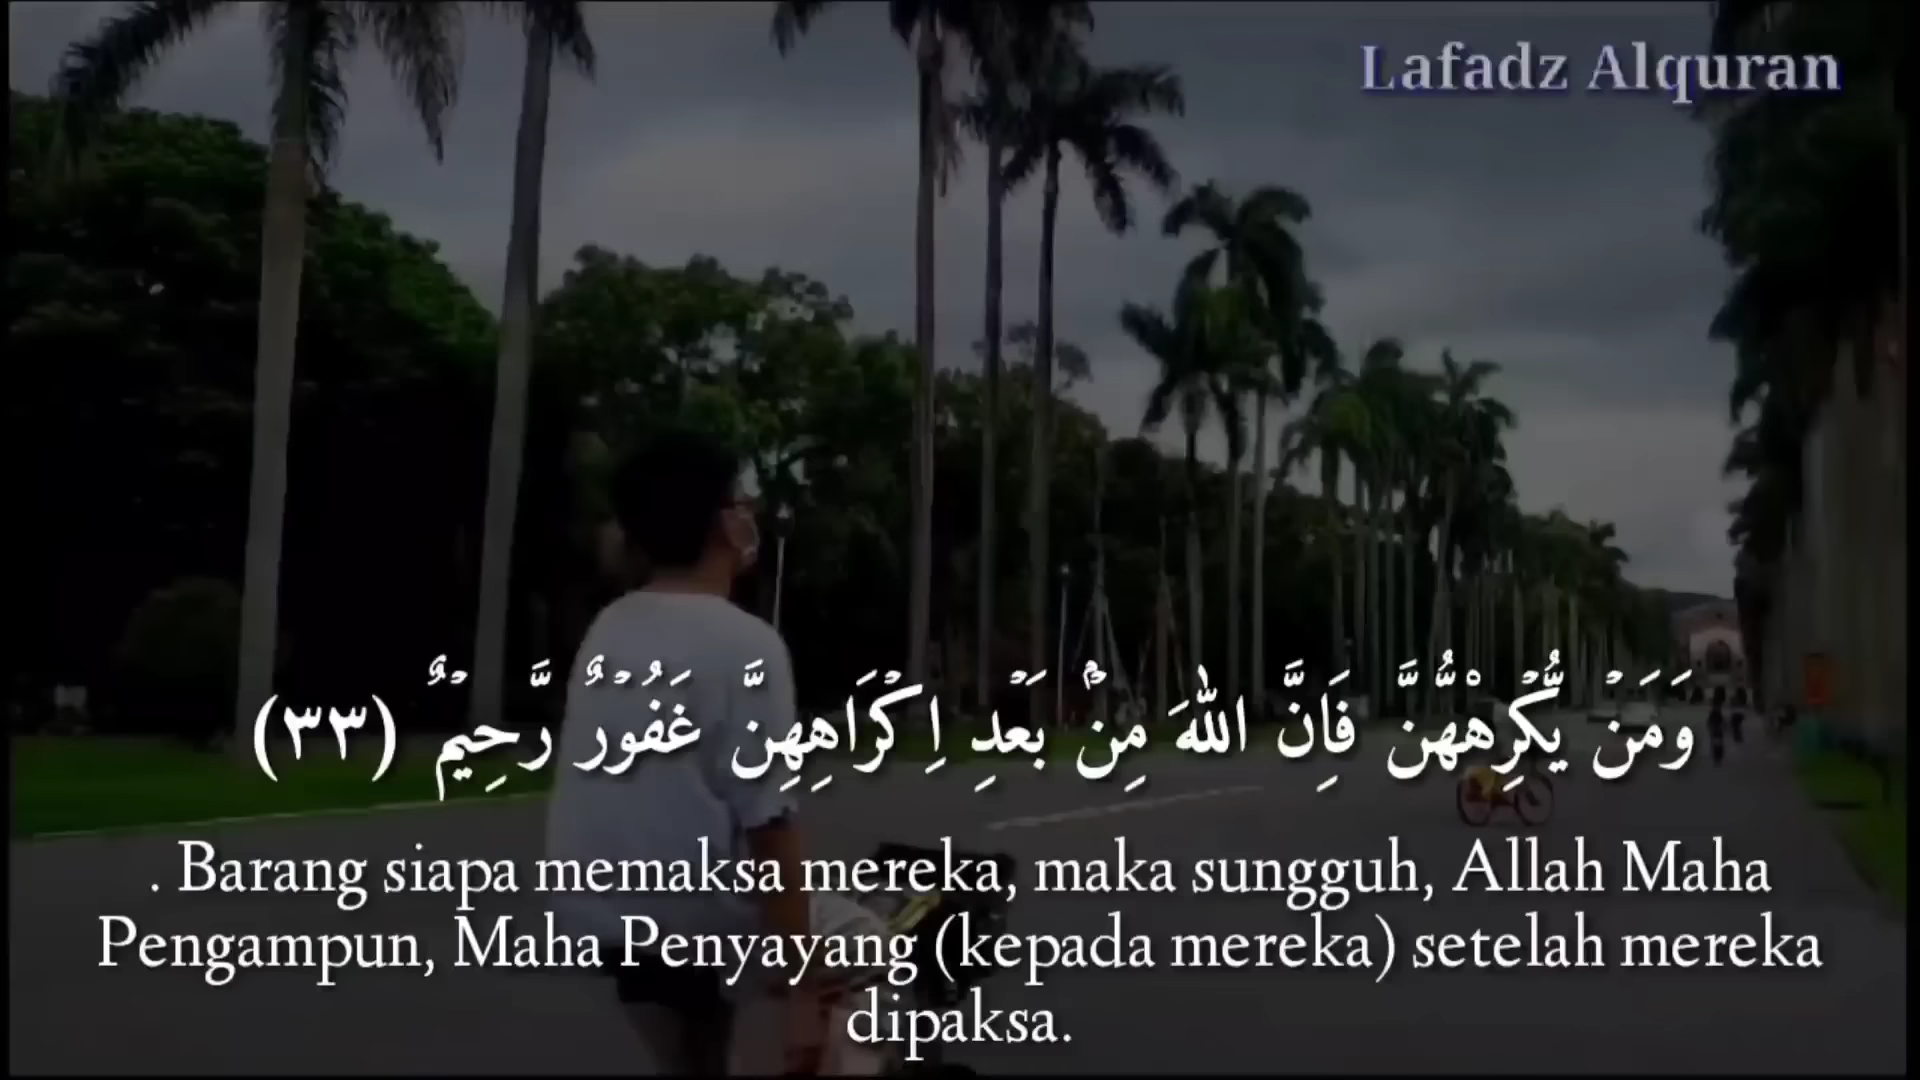 Lafadz Alquran
وَمَنْ يُّكْرِهْهُّنَّ فَاِنَّ اللّٰهَ مِنْۢ بَعْدِ اِكْرَاهِهِنَّ غَفُوْرٌ رَّحِيْمٌ (٣٣)
. Barang siapa memaksa mereka, maka sungguh, Allah Maha
Pengampun, Maha Penyayang (kepada mereka) setelah mereka
dipaksa.